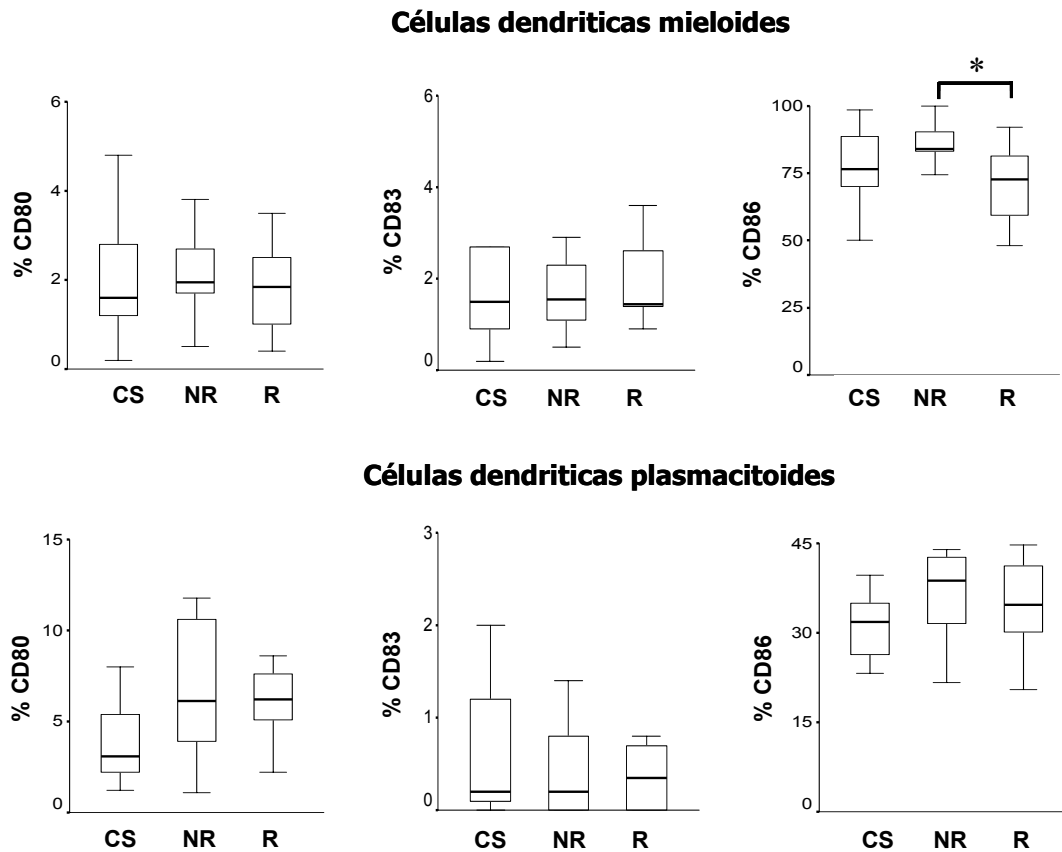 Células dendriticas mieloides
*
% CD80
6
4
2
0
CS NR R
% CD83
6
4
2
0
CS NR R
% CD86
100
75
50
25
0
CS NR R
Células dendriticas plasmacitoides
% CD80
15
10
5
0
CS NR R
% CD83
3
2
1
0
CS NR R
% CD86
45
30
15
0
CS NR R